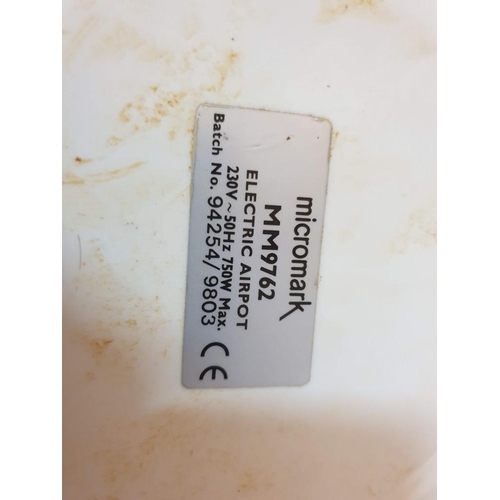 micromark
MM9762
ELECTRIC AIRPOT
230V ~ 50Hz 750W Max.
Batch No. 94254/9803
CE